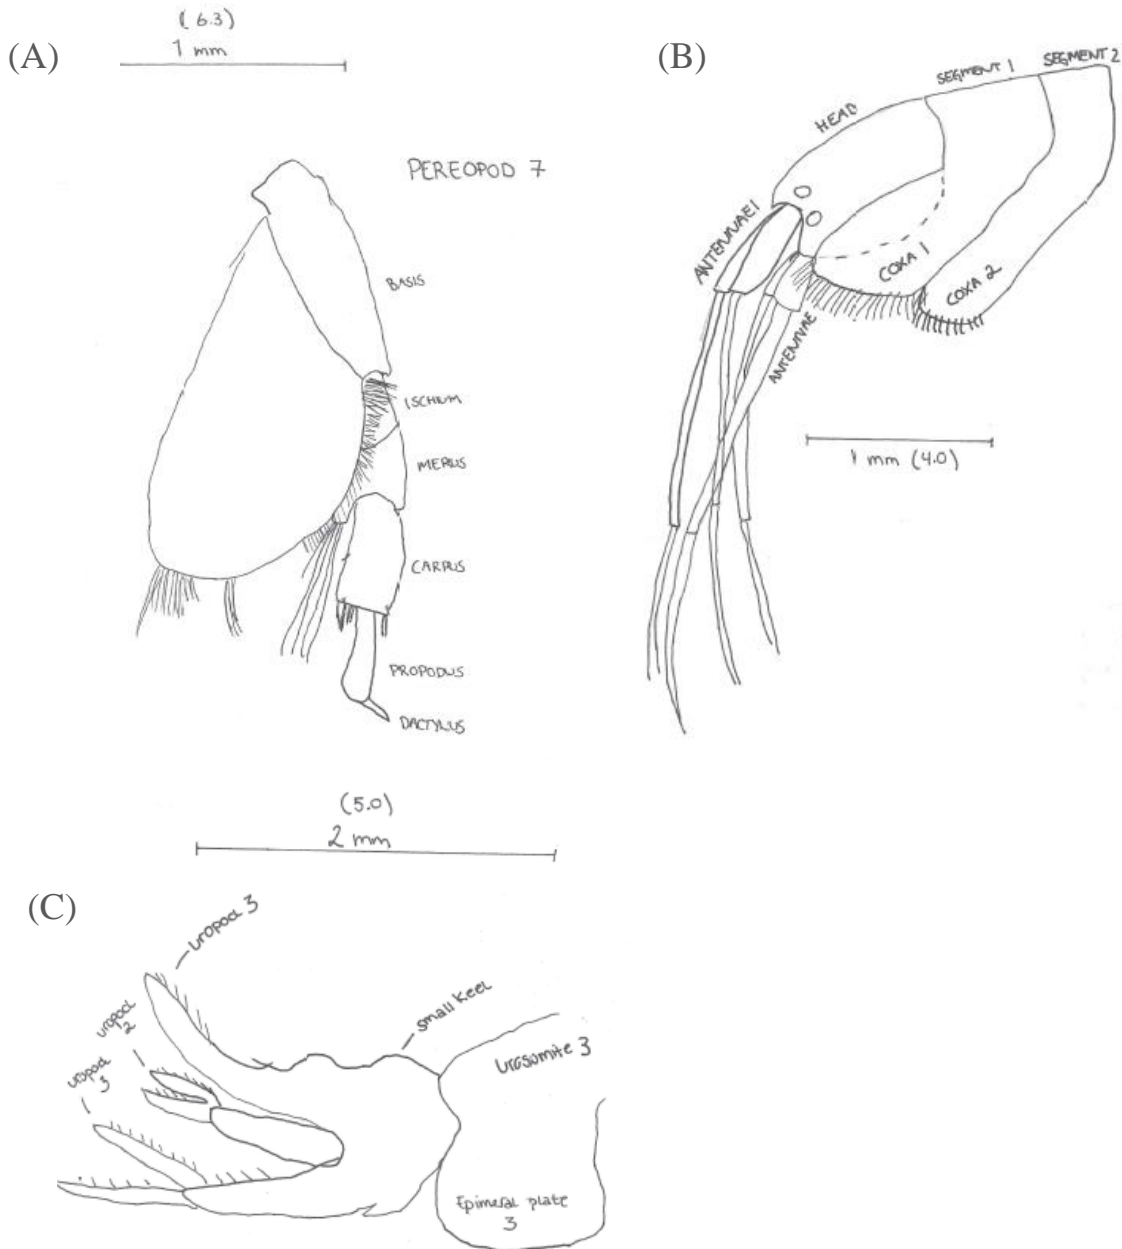 (A)
(6.3)
1 mm
PEREOPOD 7
BASIS
ISCHIUM
MERUS
CARPUS
PROPODUS
DACTYLUS
(B)
HEAD
SEGMENT 1
SEGMENT 2
ANTENNAE 1
COXA 1
COXA 2
ANTENNAE
1 mm (4.0)
(C)
(5.0)
2 mm
uropod 3
uropod
2
uropod
3
small keel
Urosomite 3
Epimeral plate
3